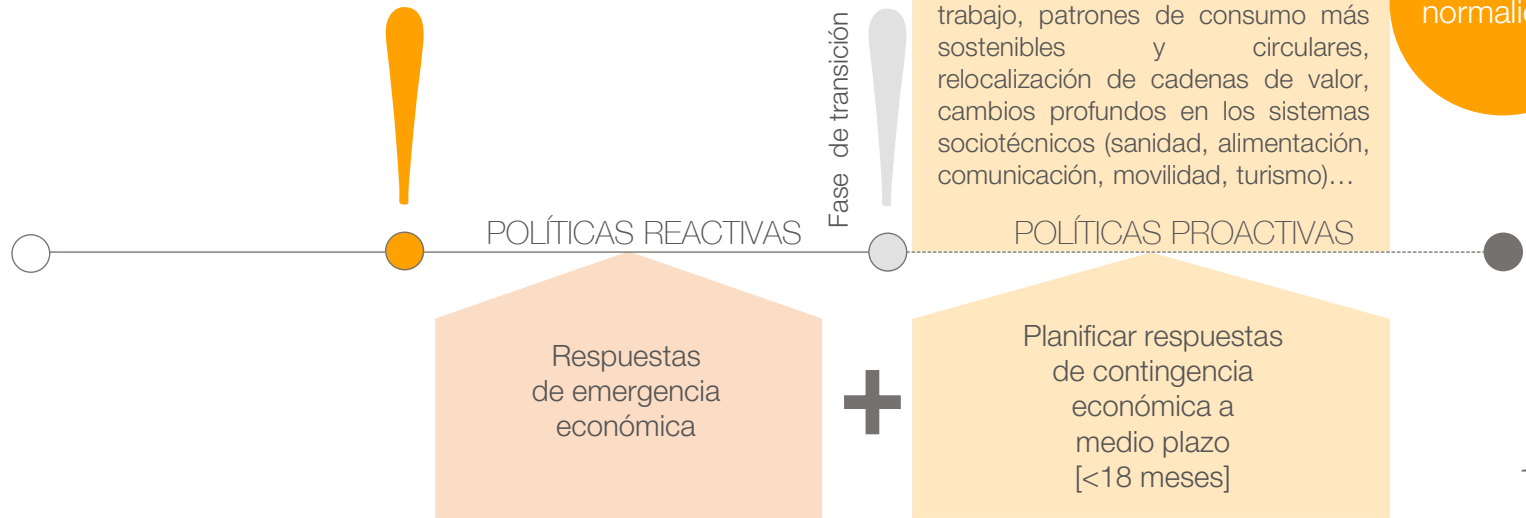 trabajo, patrones de consumo más
sostenibles y circulares,
relocalización de cadenas de valor,
cambios profundos en los sistemas
sociotécnicos (sanidad, alimentación,
comunicación, movilidad, turismo)…
Fase de transición
POLÍTICAS REACTIVAS
POLÍTICAS PROACTIVAS
Respuestas
de emergencia
económica
+
Planificar respuestas
de contingencia
económica a
medio plazo
[<18 meses]